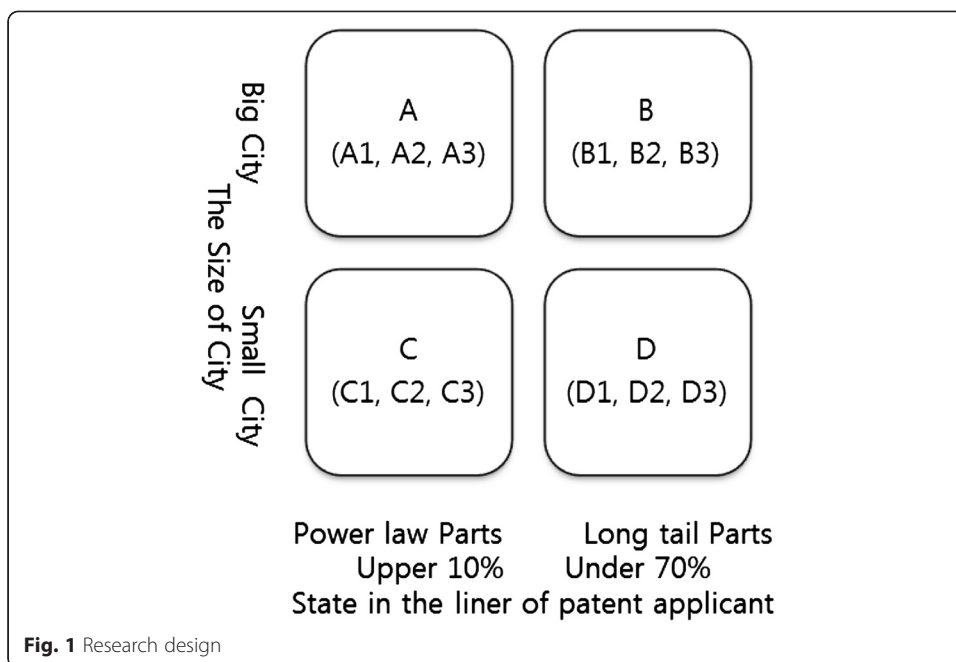 Big City
A
(A1, A2, A3)
B
(B1, B2, B3)
The Size of City
Small City
C
(C1, C2, C3)
D
(D1, D2, D3)
Power law Parts
Long tail Parts
Upper 10%
Under 70%
State in the liner of patent applicant
Fig. 1 Research design